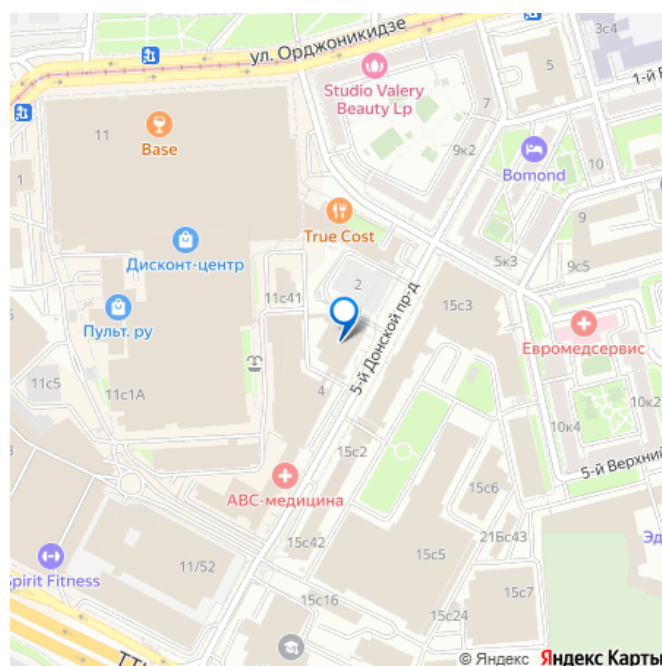 3с4
ул. Орджоникидзе
5
Studio Valery
Beauty Lp
7
11
Base
9к2
Bomond
10
1
9
True Cost
Дисконт-центр
5к3
9с5
11с41
2
15с3
5-й Донской пр-д
Пульт.ру
Евромедсервис
11с5
11с1А
4
10к2
10к4
15с2
5-й Верхний
АВС-медицина
15с6
15с42
21Бс43
11/52
15с5
Spirit Fitness
15с7
15с16
15с24
© Яндекс Яндекс Карты